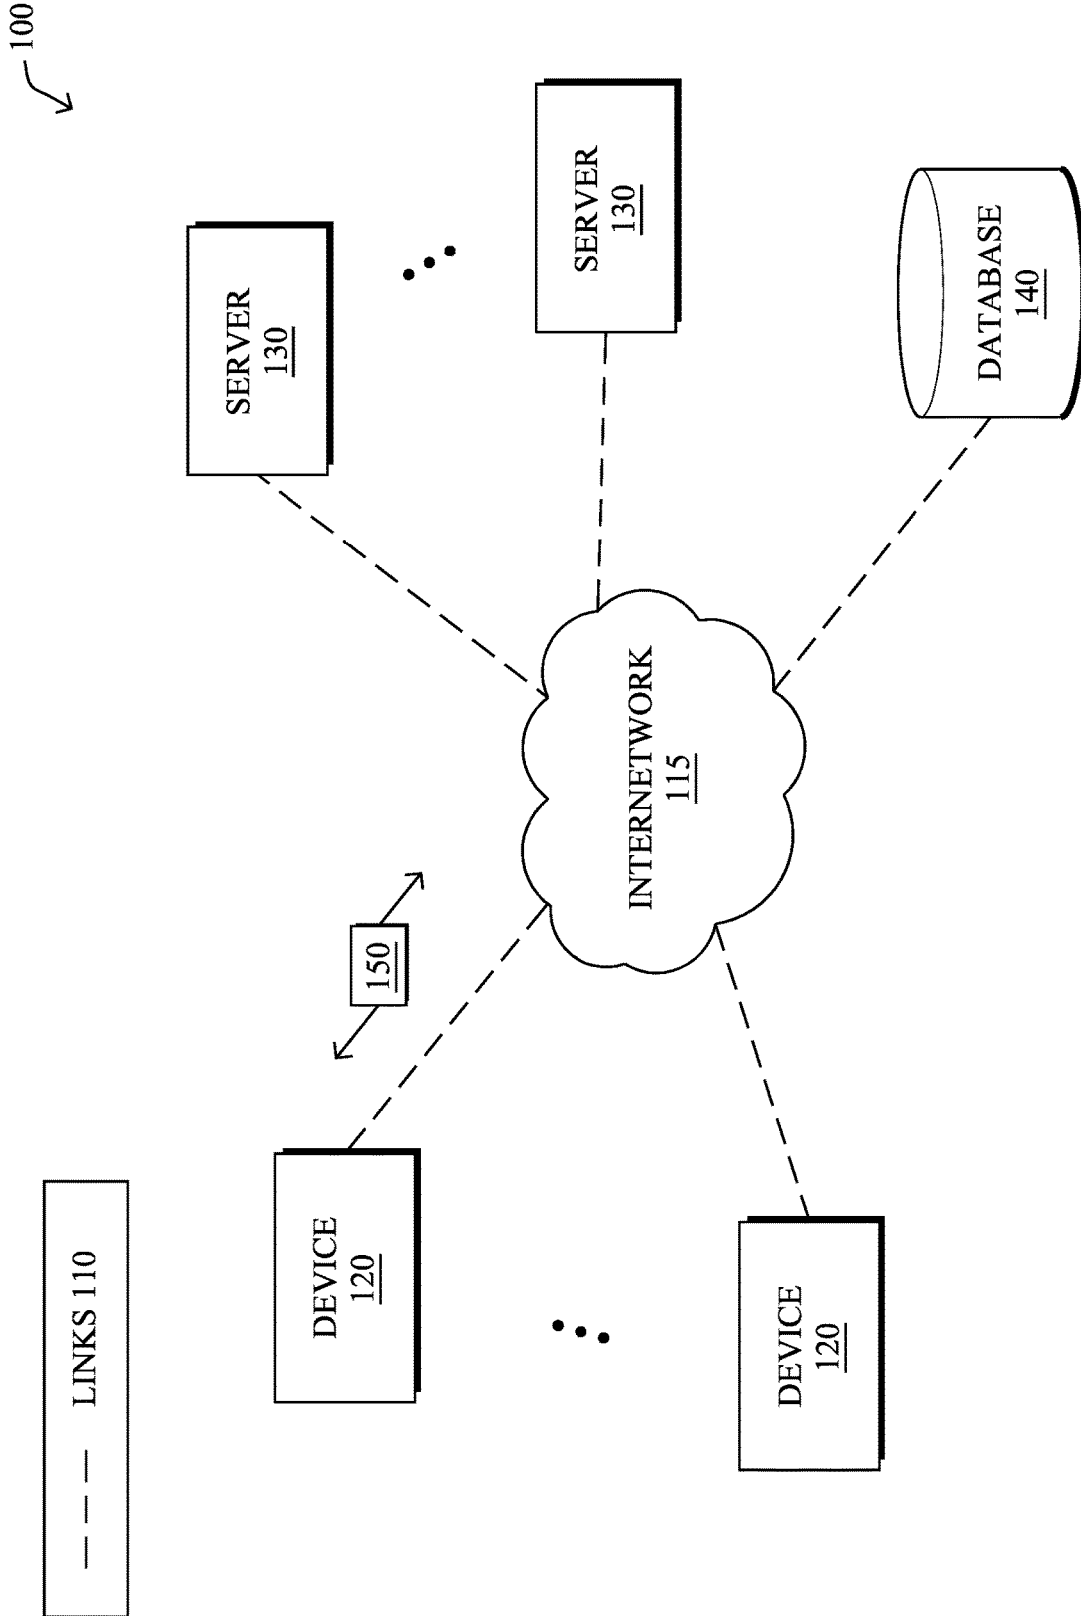 100
LINKS 110
SERVER
130
DEVICE
120
150
INTERNETWORK
115
SERVER
130
DEVICE
120
DATABASE
140